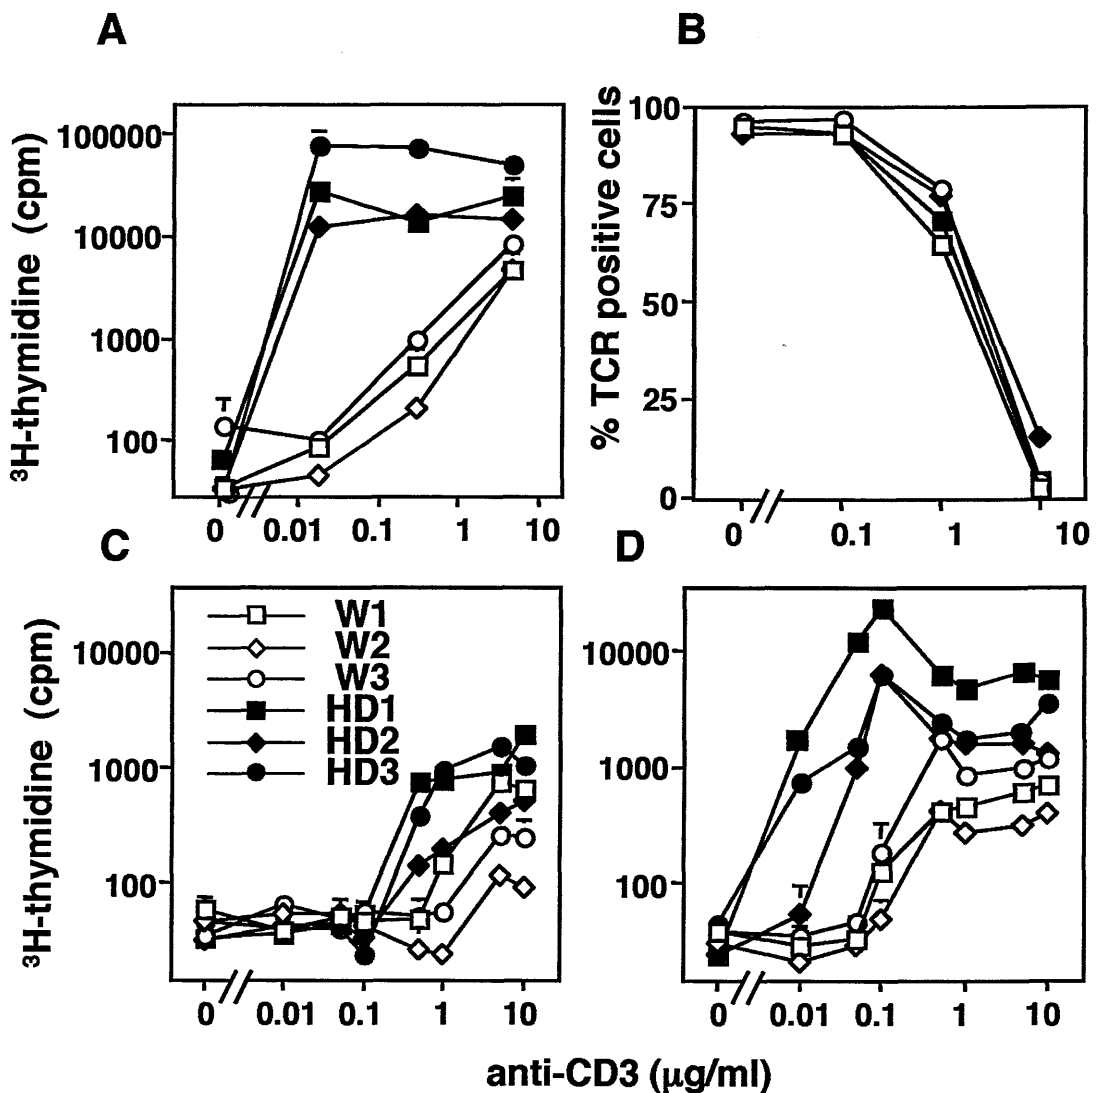 A
B
³H-thymidine (cpm)
100000
10000
1000
100
0
0.01
0.1
1
10
% TCR positive cells
100
75
50
25
0
0
0.1
1
10
C
D
³H-thymidine (cpm)
10000
1000
100
W1
W2
W3
HD1
HD2
HD3
0
0.01
0.1
1
10
10000
1000
100
0
0.01
0.1
1
10
anti-CD3 (μg/ml)